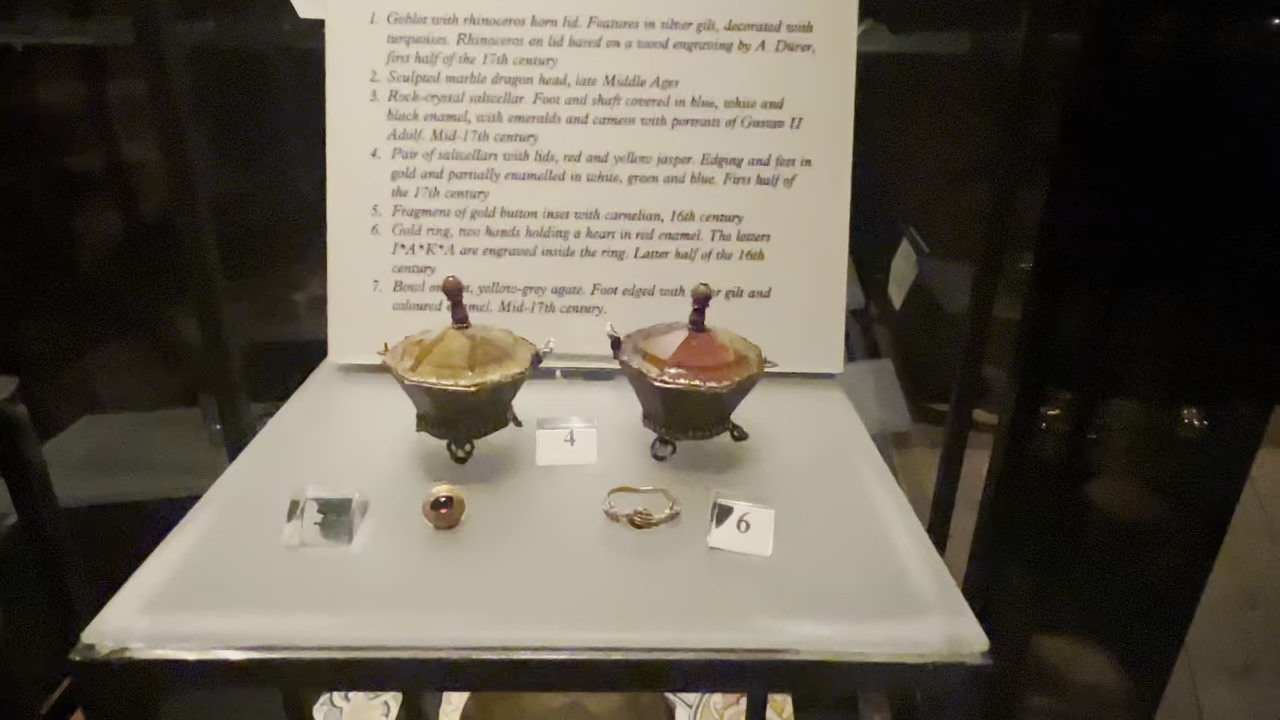 1. Goblet with rhinoceros horn lid. Features in silver gilt, decorated with
turquoises. Rhinoceros on lid based on a wood engraving by A. Dürer,
first half of the 17th century
2. Sculpted marble dragon head, late Middle Ages
3. Rock-crystal saltcellar. Foot and shaft covered in blue, white and
black enamel, with emeralds and cameos with portraits of Gustav II
Adolf. Mid-17th century
4. Pair of saltcellars with lids, red and yellow jasper. Edging and feet in
gold and partially enamelled in white, green and blue. First half of
the 17th century
5. Fragment of gold button inset with carnelian, 16th century
6. Gold ring, two hands holding a heart in red enamel. The letters
I*A*K*A are engraved inside the ring. Latter half of the 16th
century
7. Bowl yellow-grey agate. Foot edged with gilt and
coloured Mid-17th century.
4
6